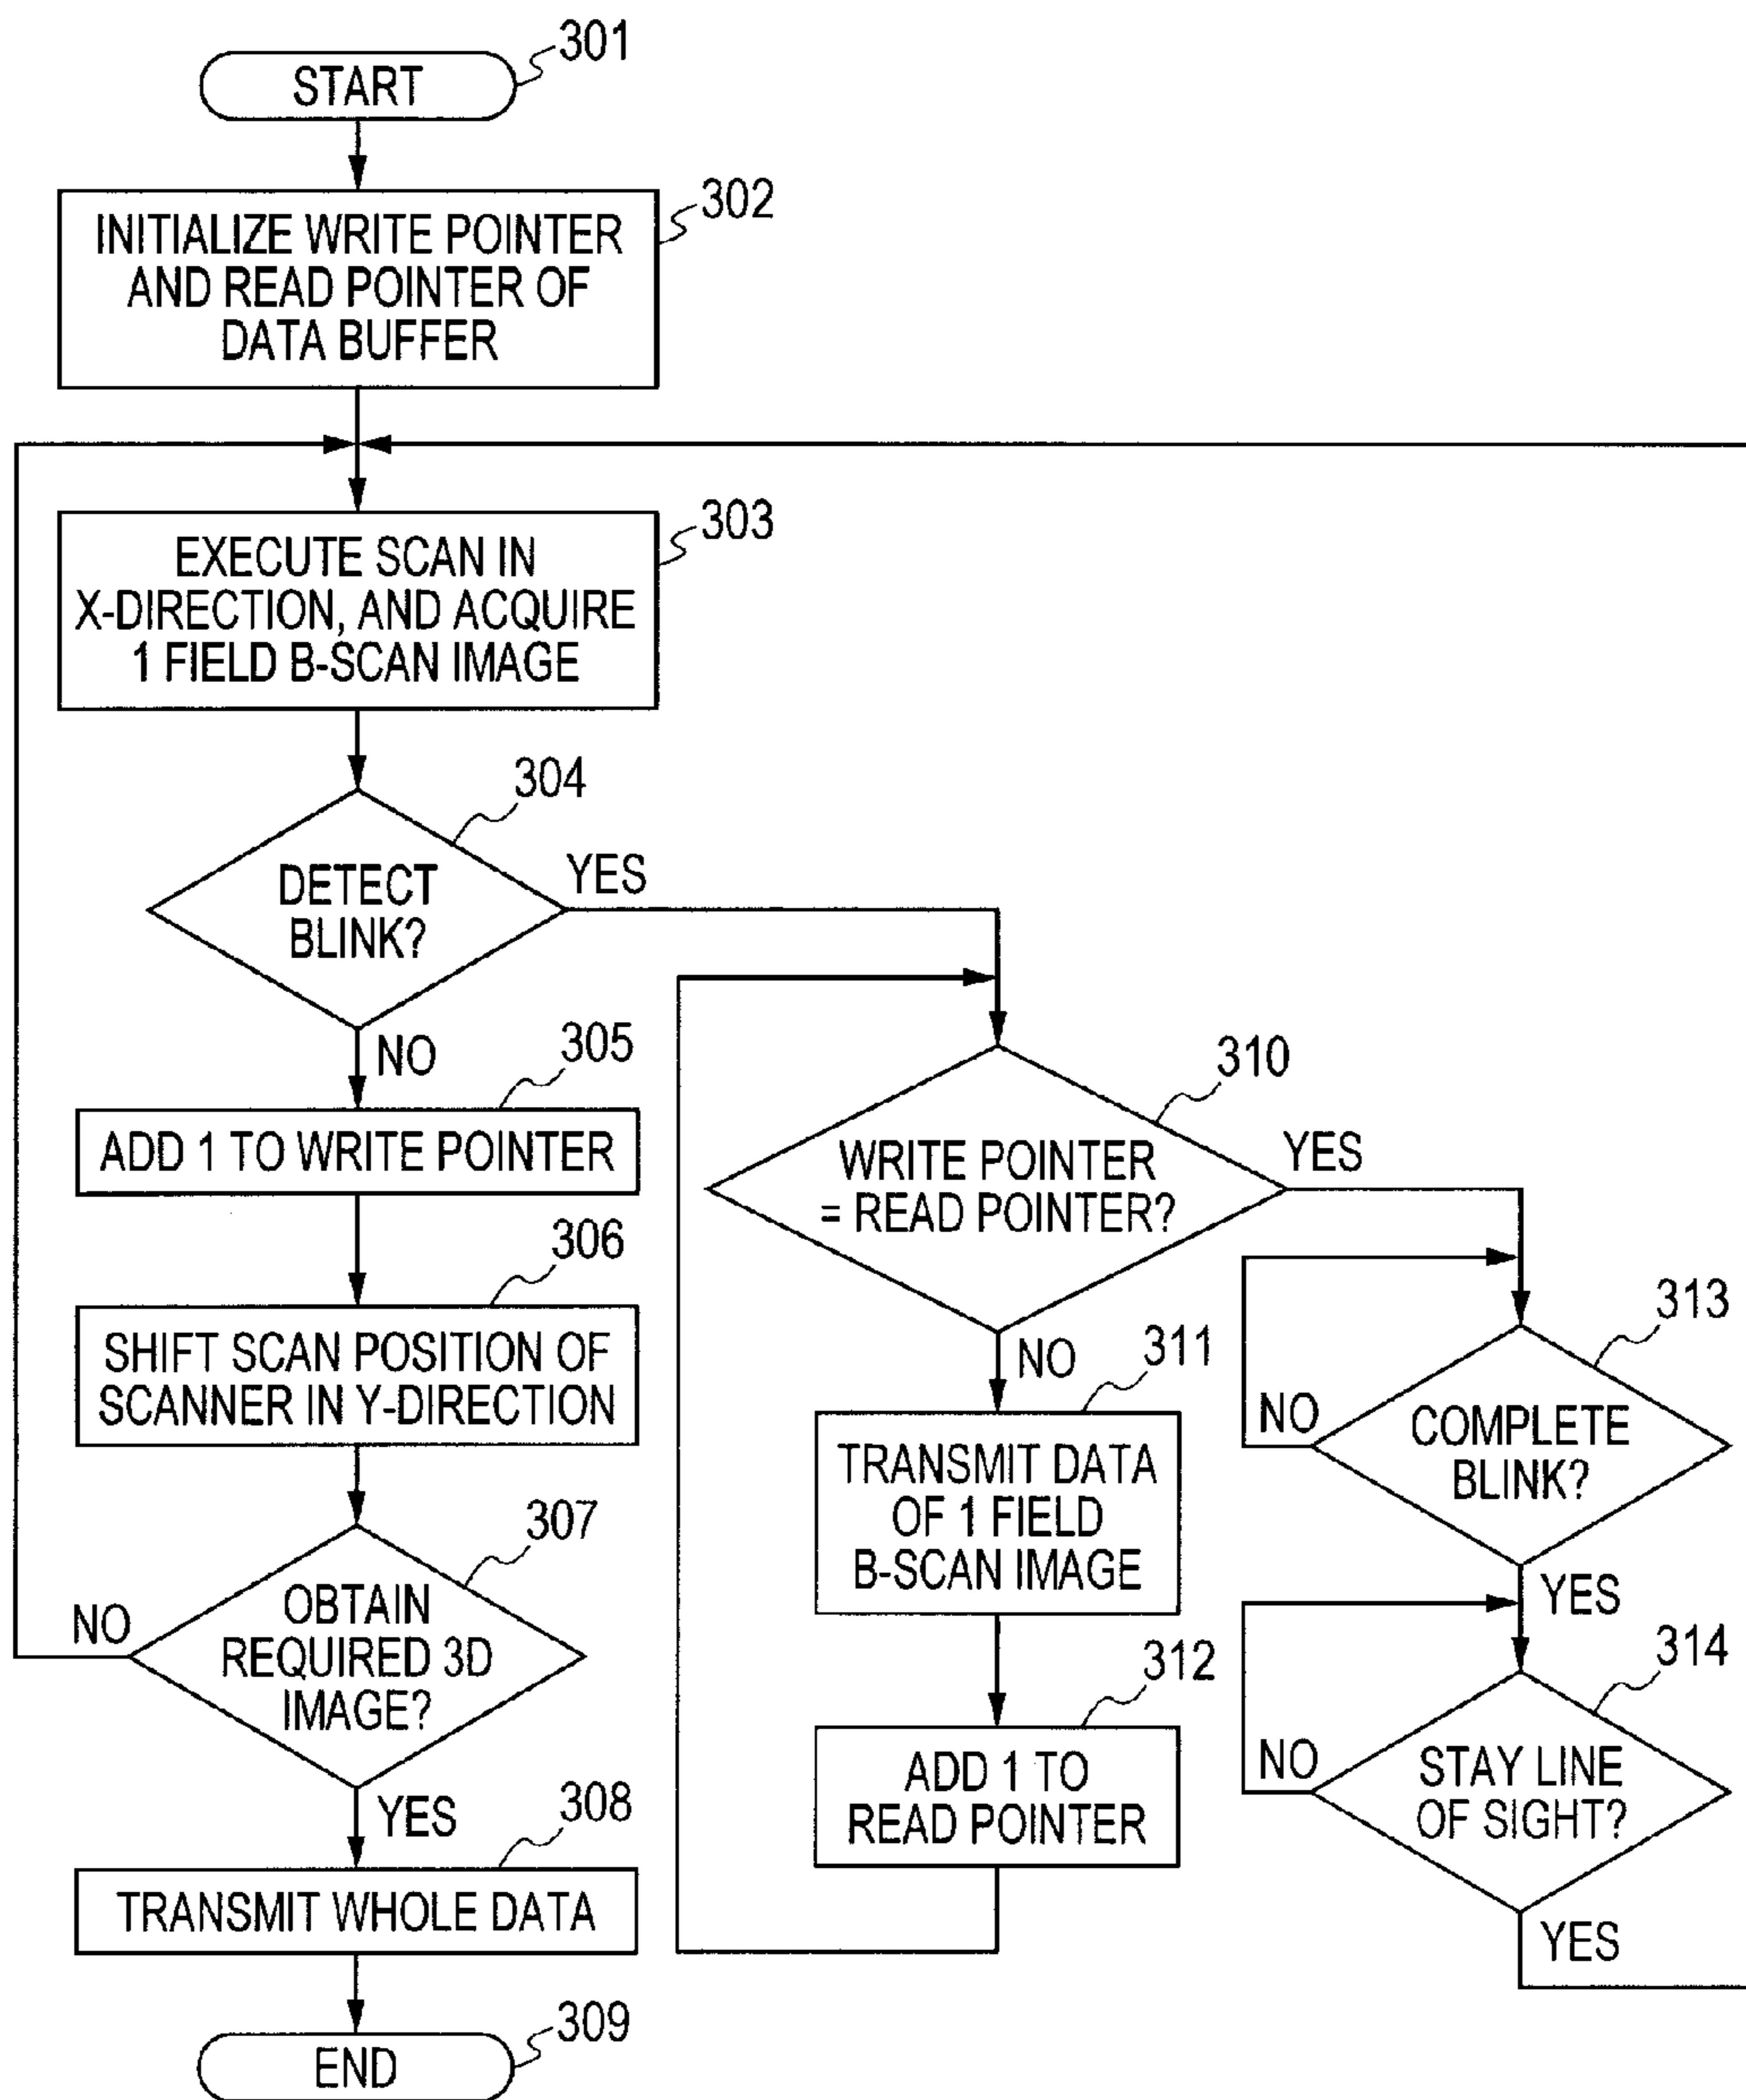 301
START
302
INITIALIZE WRITE POINTER
AND READ POINTER OF
DATA BUFFER
303
EXECUTE SCAN IN
X-DIRECTION, AND ACQUIRE
1 FIELD B-SCAN IMAGE
304
DETECT
BLINK?
YES
NO
305
ADD 1 TO WRITE POINTER
306
SHIFT SCAN POSITION OF
SCANNER IN Y-DIRECTION
307
OBTAIN
REQUIRED 3D
IMAGE?
NO
YES
308
TRANSMIT WHOLE DATA
309
END
310
WRITE POINTER
= READ POINTER?
YES
NO
311
TRANSMIT DATA
OF 1 FIELD
B-SCAN IMAGE
312
ADD 1 TO
READ POINTER
313
COMPLETE
BLINK?
NO
YES
314
STAY LINE
OF SIGHT?
NO
YES